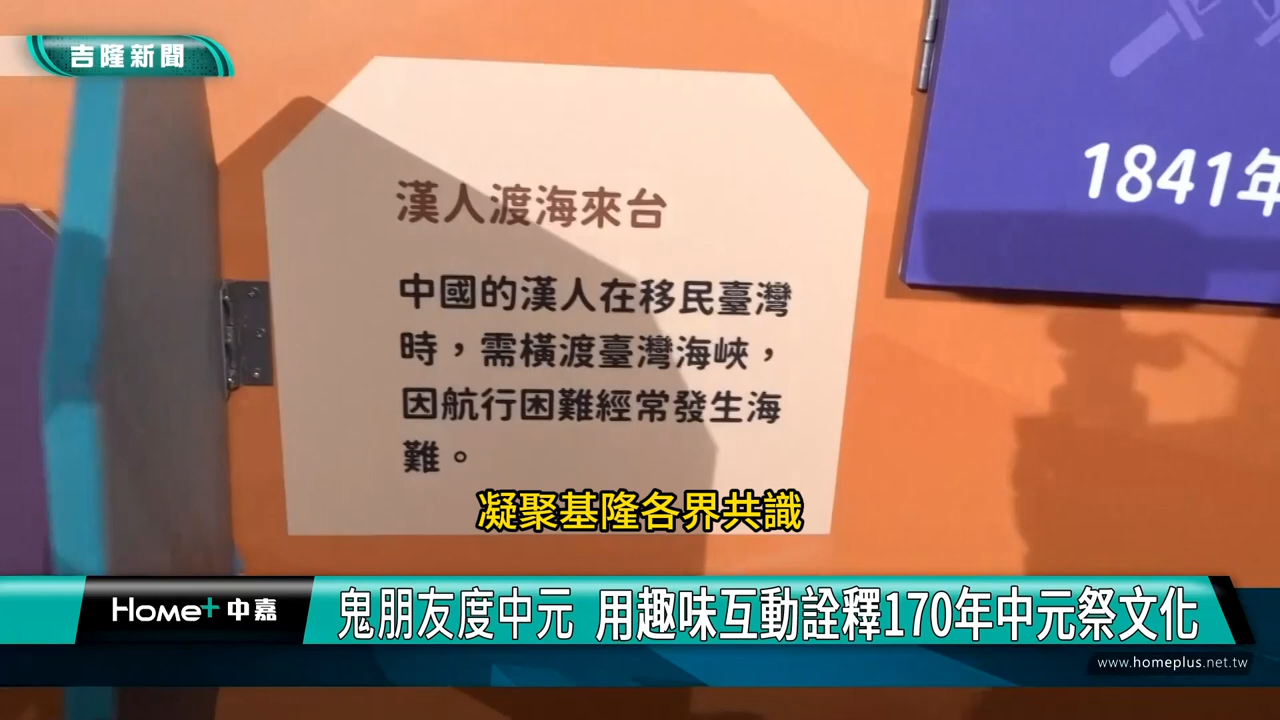 吉隆新聞
1841年
漢人渡海來台
中國的漢人在移民臺灣
時，需橫渡臺灣海峽，
因航行困難經常發生海
難。
凝聚基隆各界共識
Home+中嘉
鬼朋友度中元 用趣味互動詮釋170年中元祭文化
www.homeplus.net.tw